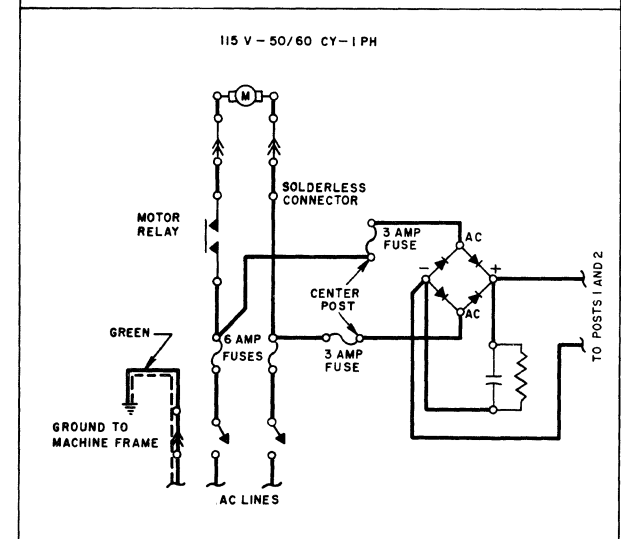 115 V - 50/60 CY - 1 PH
M
SOLDERLESS
CONNECTOR
MOTOR
RELAY
3 AMP
FUSE
AC
- +
CENTER
POST
AC
TO POSTS 1 AND 2
GREEN
6 AMP
FUSES
3 AMP
FUSE
GROUND TO
MACHINE FRAME
AC LINES